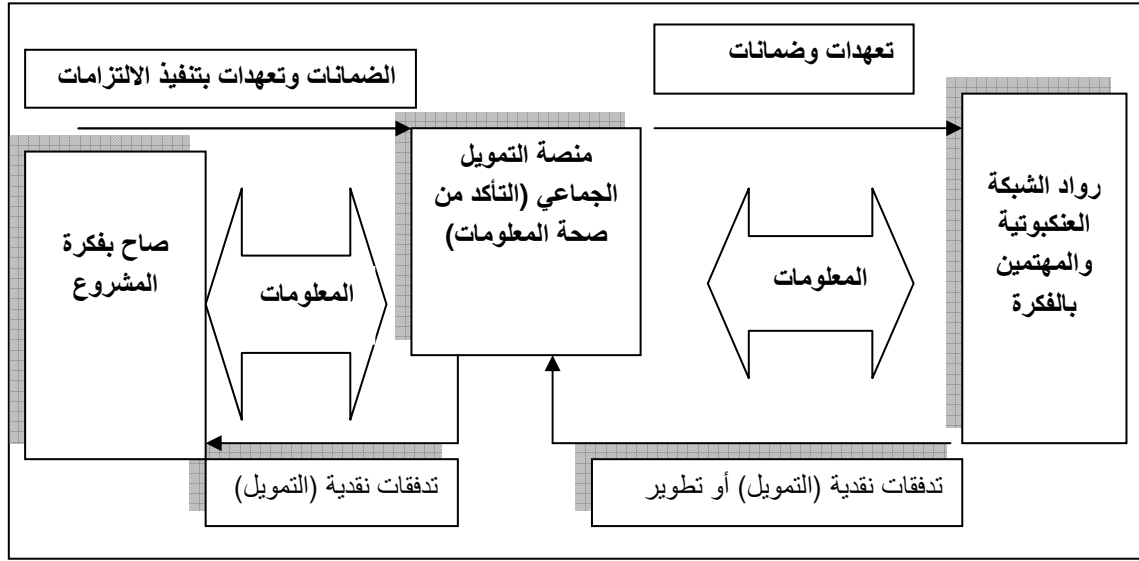 تعهدات وضمانات
الضمانات وتعهدات بتنفيذ الالتزامات
رواد الشبكة
العنكبوتية
والمهتمين
بالفكرة
المعلومات
منصة التمويل
الجماعي (التأكد من
صحة المعلومات)
المعلومات
صاح بفكرة
المشروع
تدفقات نقدية (التمويل) أو تطوير
تدفقات نقدية (التمويل)